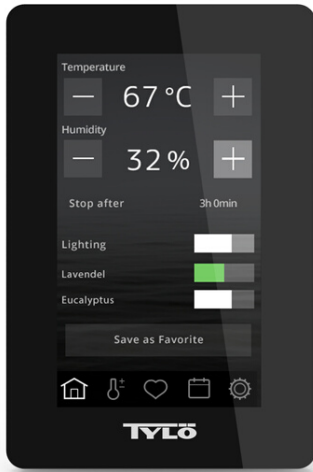 Temperature
— 67 °C +
Humidity
— 32 % +
Stop after 3h 0min
Lighting
Lavendel
Eucalyptus
Save as Favorite
TYLÖ